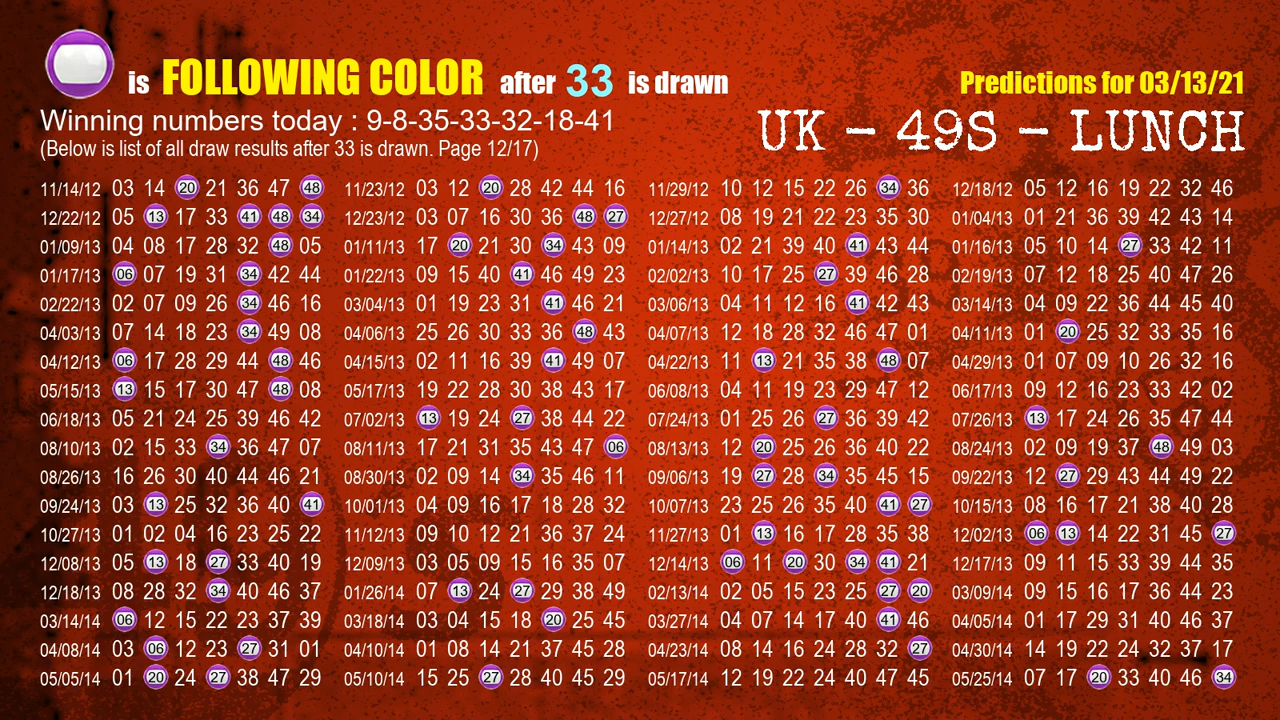 is FOLLOWING COLOR after 33 is drawn
Predictions for 03/13/21
Winning numbers today : 9-8-35-33-32-18-41
UK - 49S - LUNCH
(Below is list of all draw results after 33 is drawn. Page 12/17)
11/14/12 03 14 20 21 36 47 48 11/23/12 03 12 20 28 42 44 16 11/29/12 10 12 15 22 26 34 36 12/18/12 05 12 16 19 22 32 46
12/22/12 05 13 17 33 41 48 34 12/23/12 03 07 16 30 36 48 27 12/27/12 08 19 21 22 23 35 30 01/04/13 01 21 36 39 42 43 14
01/09/13 04 08 17 28 32 48 05 01/11/13 17 20 21 30 34 43 09 01/14/13 02 21 39 40 41 43 44 01/16/13 05 10 14 27 33 42 11
01/17/13 06 07 19 31 34 42 44 01/22/13 09 15 40 41 46 49 23 02/02/13 10 17 25 27 39 46 28 02/19/13 07 12 18 25 40 47 26
02/22/13 02 07 09 26 34 46 16 03/04/13 01 19 23 31 41 46 21 03/06/13 04 11 12 16 41 42 43 03/14/13 04 09 22 36 44 45 40
04/03/13 07 14 18 23 34 49 08 04/06/13 25 26 30 33 36 48 43 04/07/13 12 18 28 32 46 47 01 04/11/13 01 20 25 32 33 35 16
04/12/13 06 17 28 29 44 48 46 04/15/13 02 11 16 39 41 49 07 04/22/13 11 13 21 35 38 48 07 04/29/13 01 07 09 10 26 32 16
05/15/13 13 15 17 30 47 48 08 05/17/13 19 22 28 30 38 43 17 06/08/13 04 11 19 23 29 47 12 06/17/13 09 12 16 23 33 42 02
06/18/13 05 21 24 25 39 46 42 07/02/13 13 19 24 27 38 44 22 07/24/13 01 25 26 27 36 39 42 07/26/13 13 17 24 26 35 47 44
08/10/13 02 15 33 34 36 47 07 08/11/13 17 21 31 35 43 47 06 08/13/13 12 20 25 26 36 40 22 08/24/13 02 09 19 37 48 49 03
08/26/13 16 26 30 40 44 46 21 08/30/13 02 09 14 34 35 46 11 09/06/13 19 27 28 34 35 45 15 09/22/13 12 27 29 43 44 49 22
09/24/13 03 13 25 32 36 40 41 10/01/13 04 09 16 17 18 28 32 10/07/13 23 25 26 35 40 41 27 10/15/13 08 16 17 21 38 40 28
10/27/13 01 02 04 16 23 25 22 11/12/13 09 10 12 21 36 37 24 11/27/13 01 13 16 17 28 35 38 12/02/13 06 13 14 22 31 45 27
12/08/13 05 13 18 27 33 40 19 12/09/13 03 05 09 15 16 35 07 12/14/13 06 11 20 30 34 41 21 12/17/13 09 11 15 33 39 44 35
12/18/13 08 28 32 34 40 46 37 01/26/14 07 13 24 27 29 38 49 02/13/14 02 05 15 23 25 27 20 03/09/14 09 15 16 17 36 44 23
03/14/14 06 12 15 22 23 37 39 03/18/14 03 04 15 18 20 25 45 03/27/14 04 07 14 17 40 41 46 04/05/14 01 29 31 40 46 37
04/08/14 03 06 12 23 27 31 01 04/10/14 01 08 14 21 37 45 28 04/23/14 08 14 16 24 28 32 27 04/30/14 14 19 22 24 32 37 17
05/05/14 01 20 24 27 38 47 29 05/10/14 15 25 27 28 40 45 29 05/17/14 12 19 22 24 40 47 45 05/25/14 07 17 20 33 40 46 34